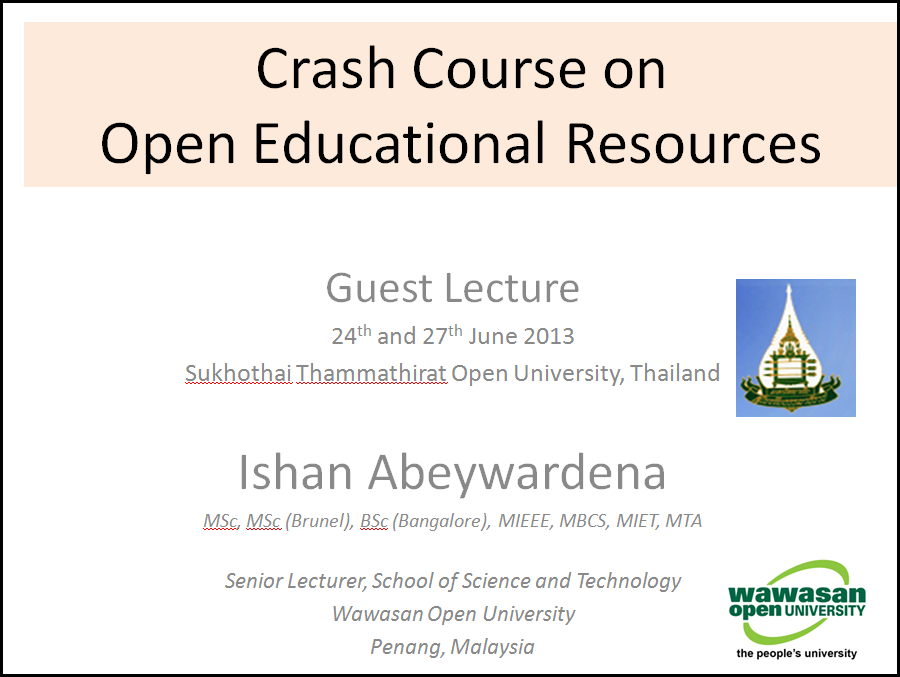 Crash Course on
Open Educational Resources
Guest Lecture
24th and 27th June 2013
Sukhothai Thammathirat Open University, Thailand
Ishan Abeywardena
MSc, MSc (Brunel), BSc (Bangalore), MIEEE, MBCS, MIET, MTA
Senior Lecturer, School of Science and Technology
Wawasan Open University
Penang, Malaysia
wawasan
open UNIVERSITY
the people's university